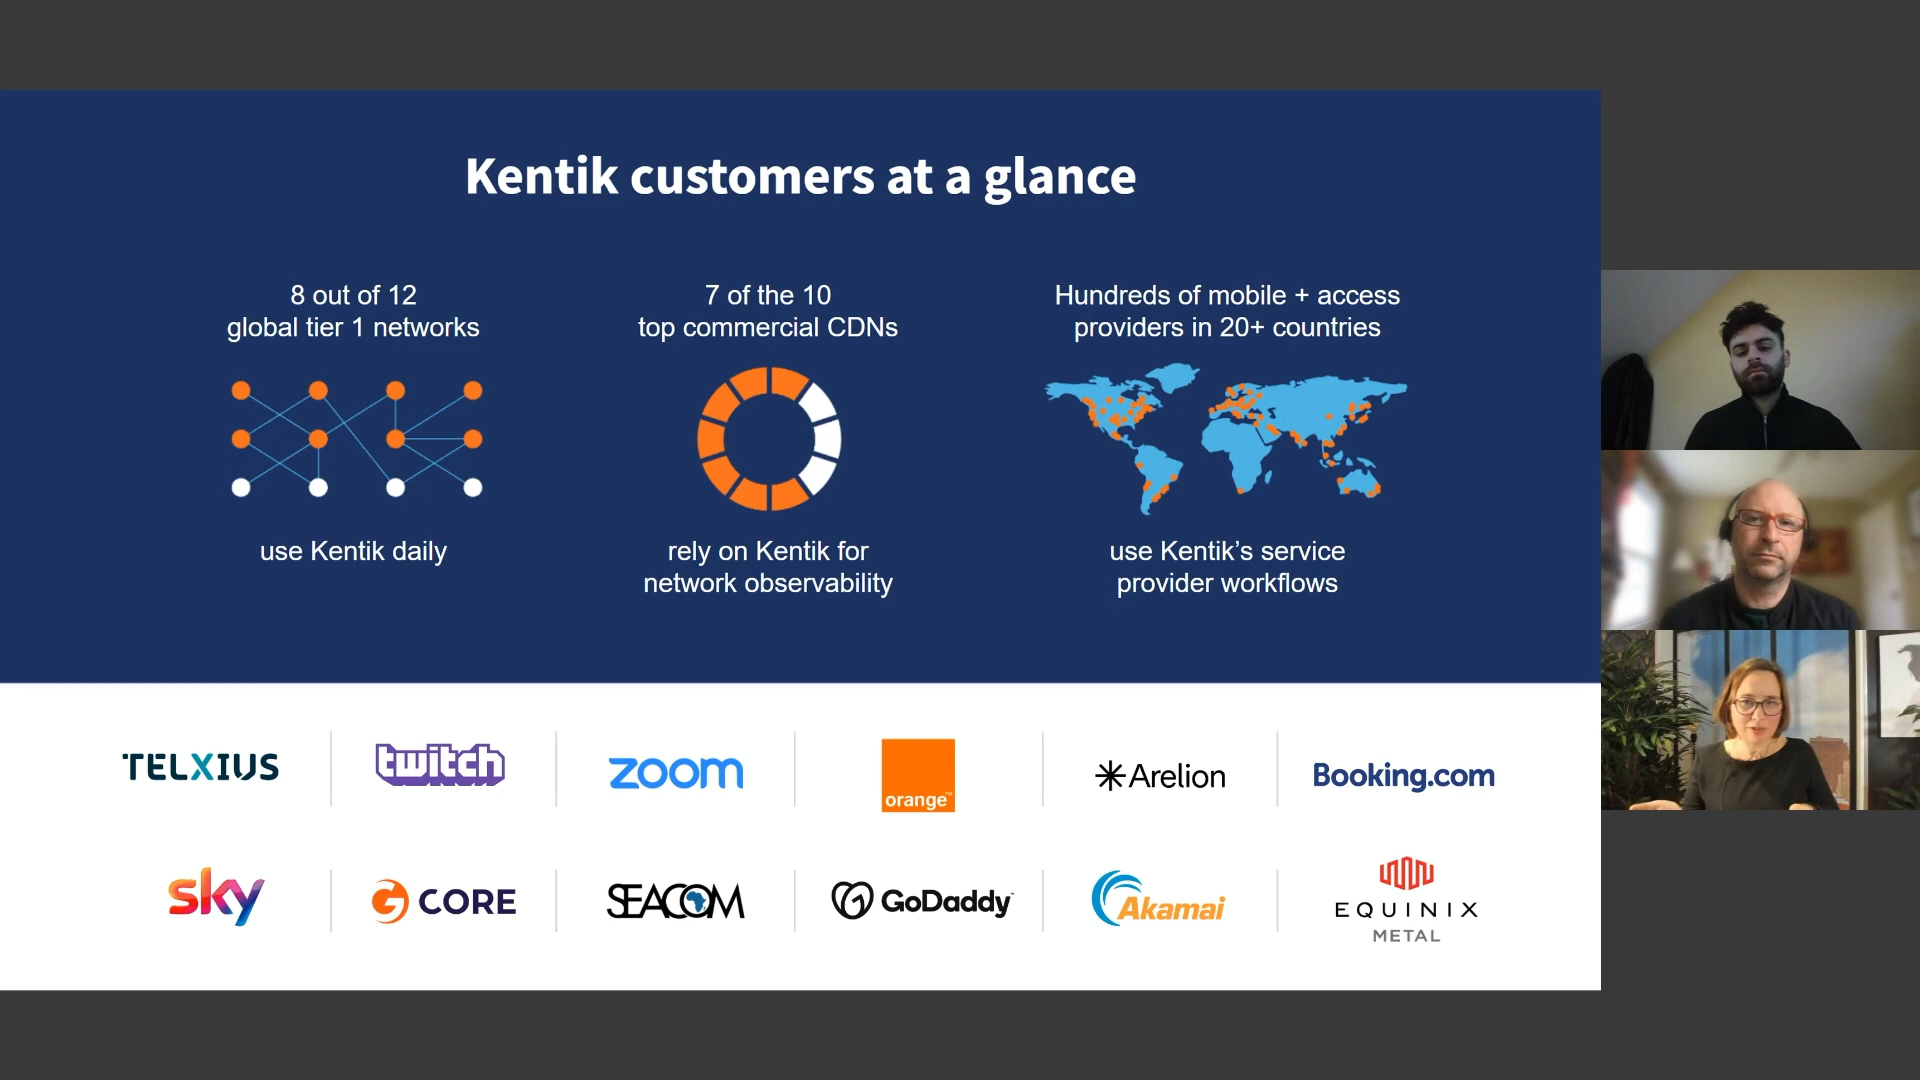 Kentik customers at a glance
8 out of 12
global tier 1 networks
use Kentik daily
7 of the 10
top commercial CDNs
rely on Kentik for
network observability
Hundreds of mobile + access
providers in 20+ countries
use Kentik’s service
provider workflows
TELXIUS
twitch
zoom
orange™
Arelion
Booking.com
sky
G CORE
SEACOM
GoDaddy™
Akamai
EQUINIX
METAL